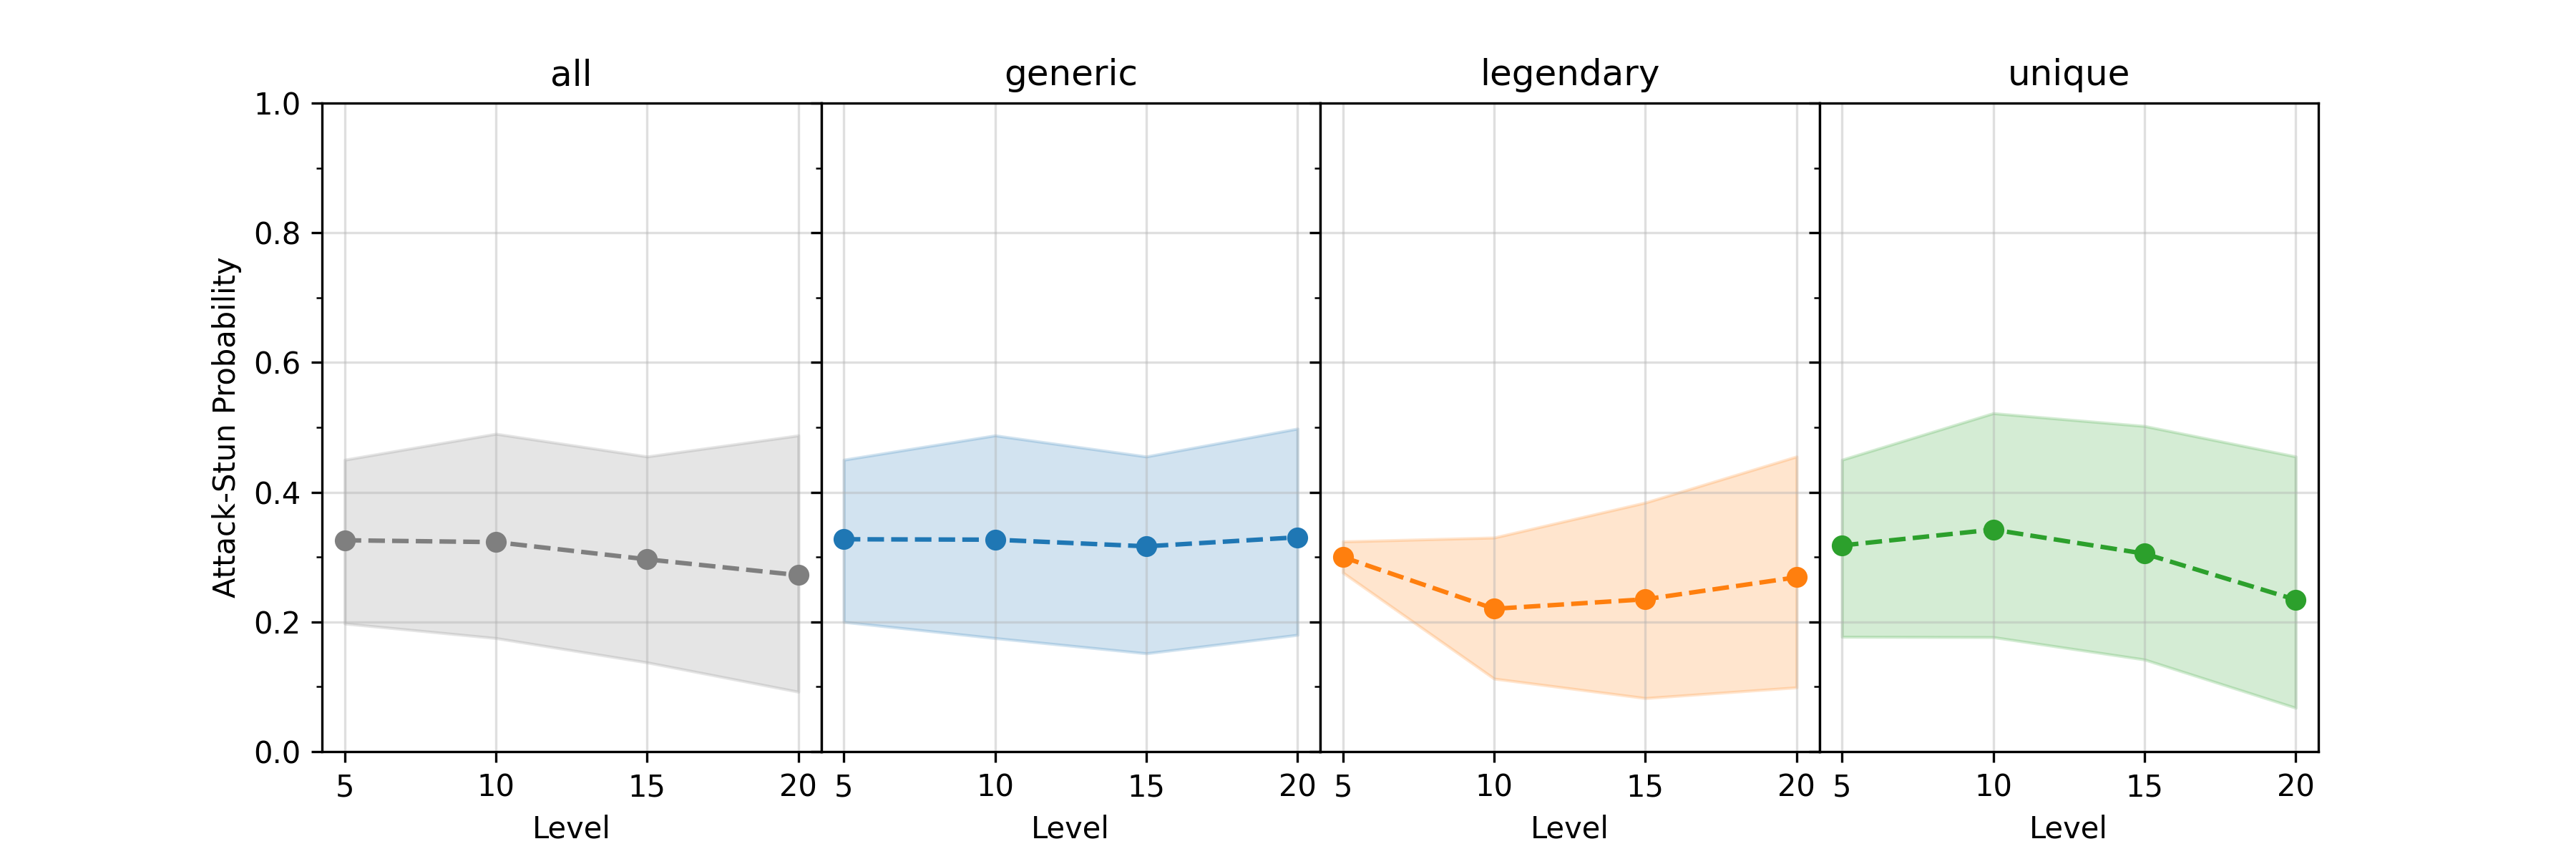 all generic legendary unique
Attack-Stun Probability
1.0
0.8
0.6
0.4
0.2
0.0
5 10 15 20 5 10 15 20 5 10 15 20 5 10 15 20
Level Level Level Level